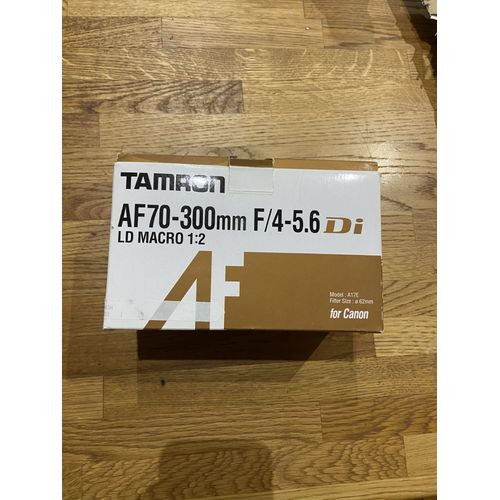 TAMRON
AF70-300mm F/4-5.6 Di
LD MACRO 1:2
AF
Model : A17E
Filter Size : ø 62mm
for Canon